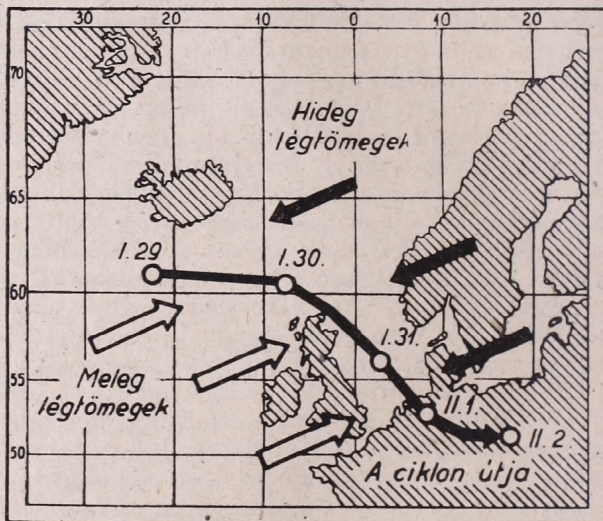 30 20 10 0 10 20
70
Hideg
légtömegek
65
I.29
I.30.
60
I.31.
55
Meleg
légtömegek
II.1.
II.2.
50
A ciklon útja